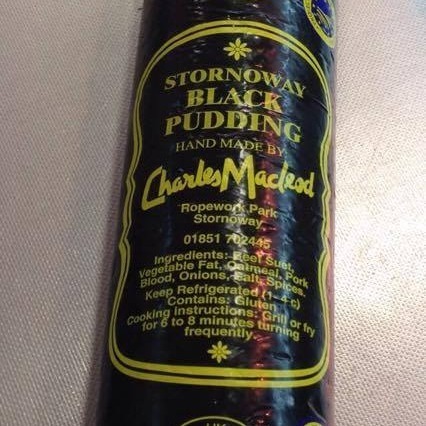 STORNOWAY
BLACK
PUDDING
HAND MADE BY
Charles Macleod
Ropework Park
Stornoway
01851 702445
Ingredients: Beef Suet,
Vegetable Fat, Oatmeal, Pork
Blood, Onions, Salt, Spices.
Keep Refrigerated (1-4c)
Contains: Gluten
Cooking instructions: Grill or fry
for 6 to 8 minutes turning
frequently.
UK